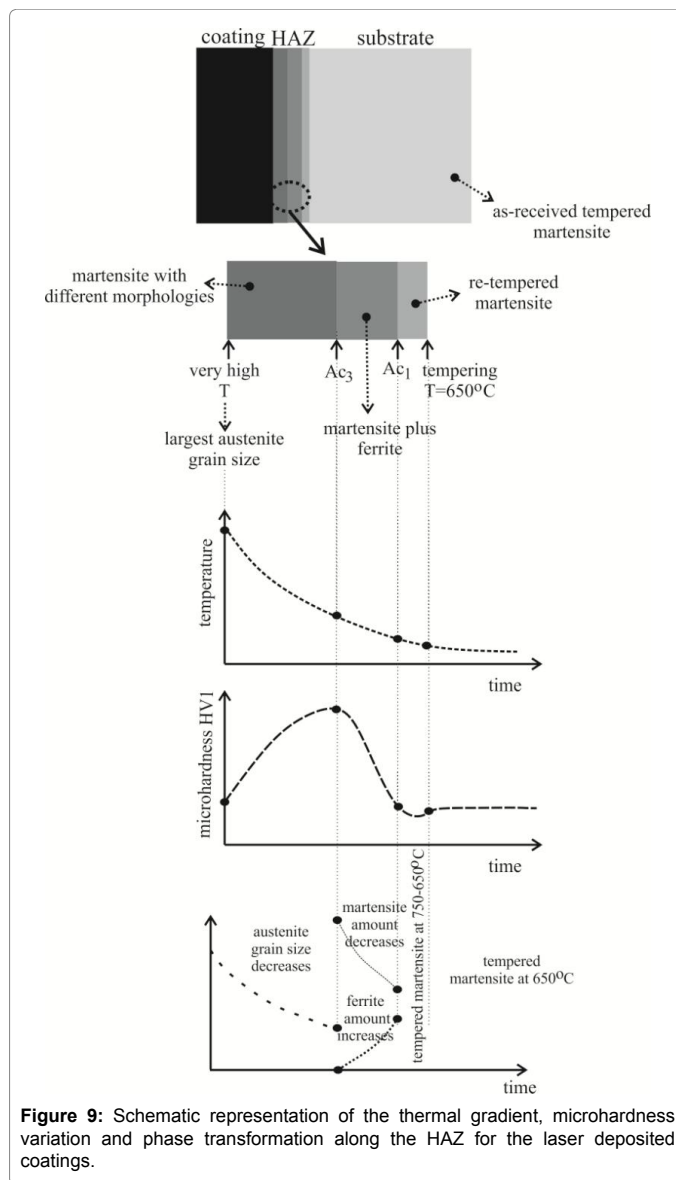 coating HAZ substrate
as-received tempered
martensite
martensite with
different morphologies
re-tempered
martensite
very high
T
Ac3
Ac1
tempering
T=650°C
largest austenite
grain size
martensite plus
ferrite
temperature
time
microhardness HV1
time
austenite
grain size
decreases
martensite
amount
decreases
ferrite
amount
increases
tempered martensite at 750-650°C
tempered
martensite at 650°C
time
Figure 9: Schematic representation of the thermal gradient, microhardness
variation and phase transformation along the HAZ for the laser deposited
coatings.